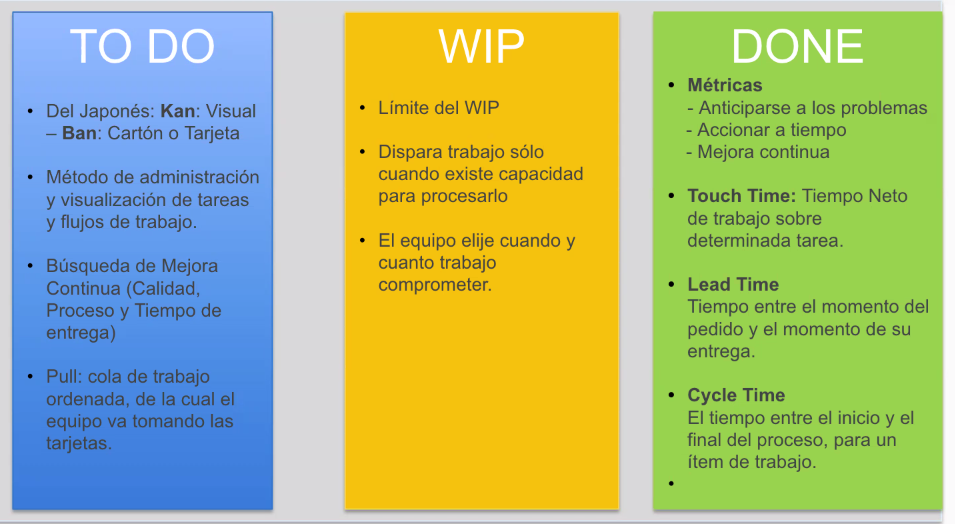 TO DO
• Del Japonés: Kan: Visual
– Ban: Cartón o Tarjeta
• Método de administración
y visualización de tareas
y flujos de trabajo.
• Búsqueda de Mejora
Continua (Calidad,
Proceso y Tiempo de
entrega)
• Pull: cola de trabajo
ordenada, de la cual el
equipo va tomando las
tarjetas.
WIP
• Límite del WIP
• Dispara trabajo sólo
cuando existe capacidad
para procesarlo
• El equipo elije cuando y
cuanto trabajo
comprometer.
DONE
• Métricas
- Anticiparse a los problemas
- Accionar a tiempo
- Mejora continua
• Touch Time: Tiempo Neto
de trabajo sobre
determinada tarea.
• Lead Time
Tiempo entre el momento del
pedido y el momento de su
entrega.
• Cycle Time
El tiempo entre el inicio y el
final del proceso, para un
ítem de trabajo.
•